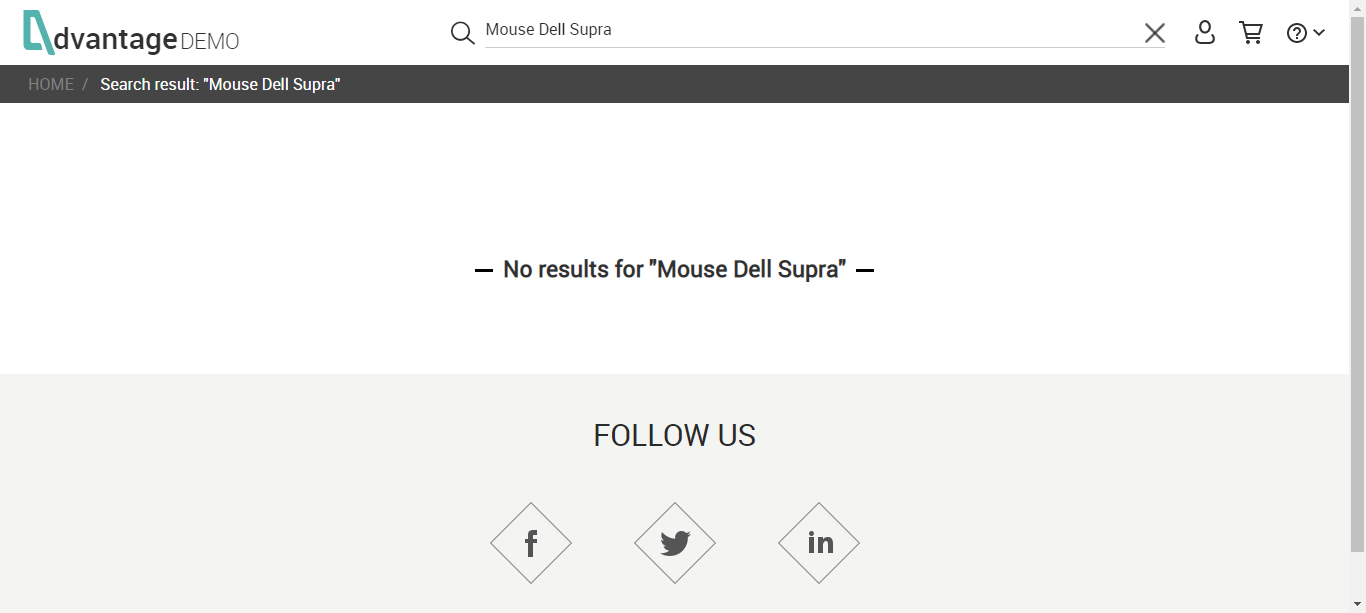 dvantage DEMO
Mouse Dell Supra
HOME / Search result: "Mouse Dell Supra"
No results for "Mouse Dell Supra"
FOLLOW US
f
in